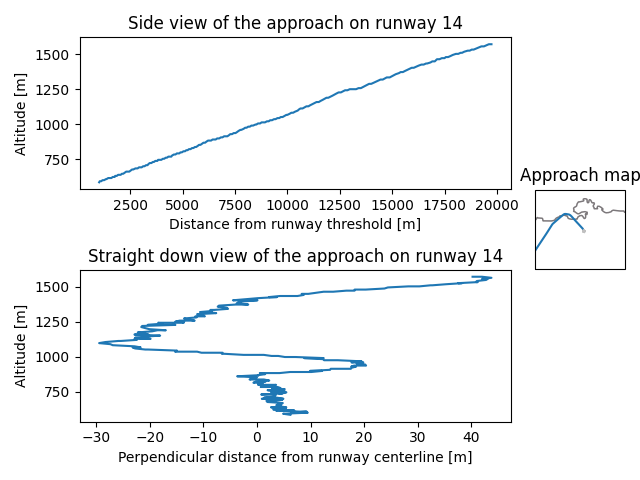 Side view of the approach on runway 14
1500
1250
1000
750
Altitude [m]
2500 5000 7500 10000 12500 15000 17500 20000
Distance from runway threshold [m]
Approach map
Straight down view of the approach on runway 14
1500
1250
1000
750
Altitude [m]
−30 −20 −10 0 10 20 30 40
Perpendicular distance from runway centerline [m]